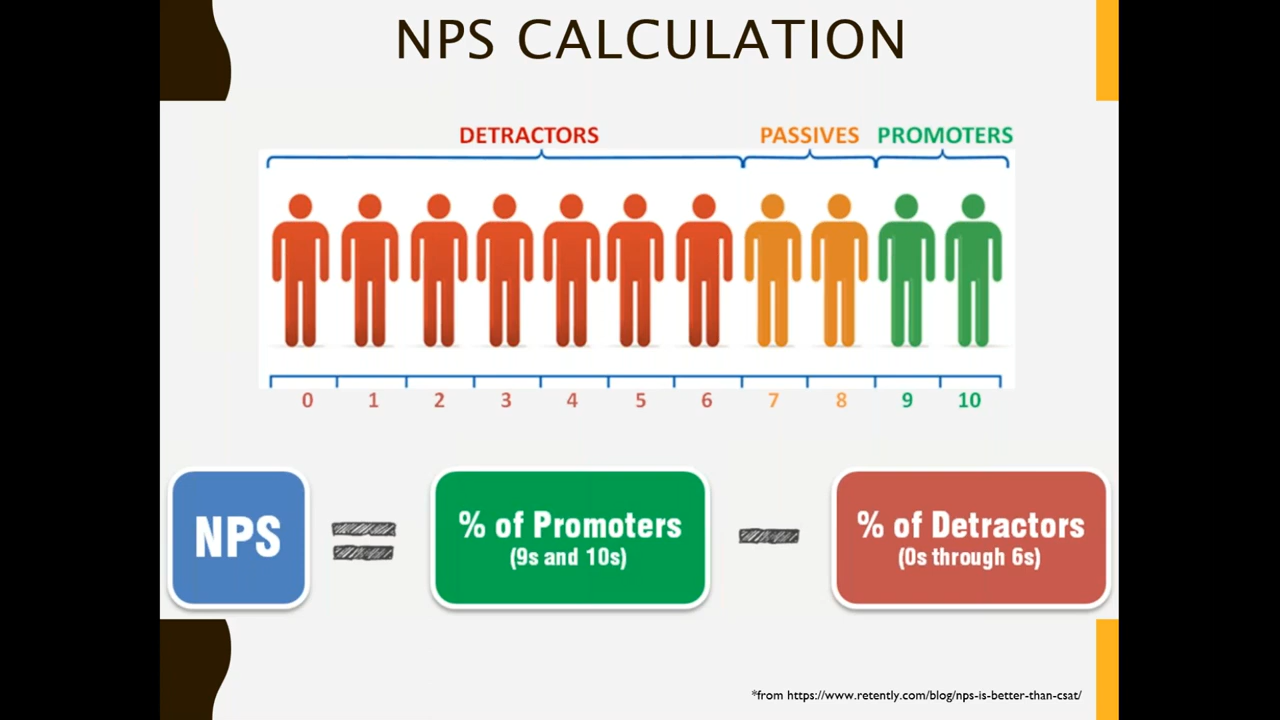 NPS CALCULATION
DETRACTORS PASSIVES PROMOTERS
0 1 2 3 4 5 6 7 8 9 10
NPS
% of Promoters
(9s and 10s)
% of Detractors
(0s through 6s)
*from https://www.retently.com/blog/nps-is-better-than-csat/